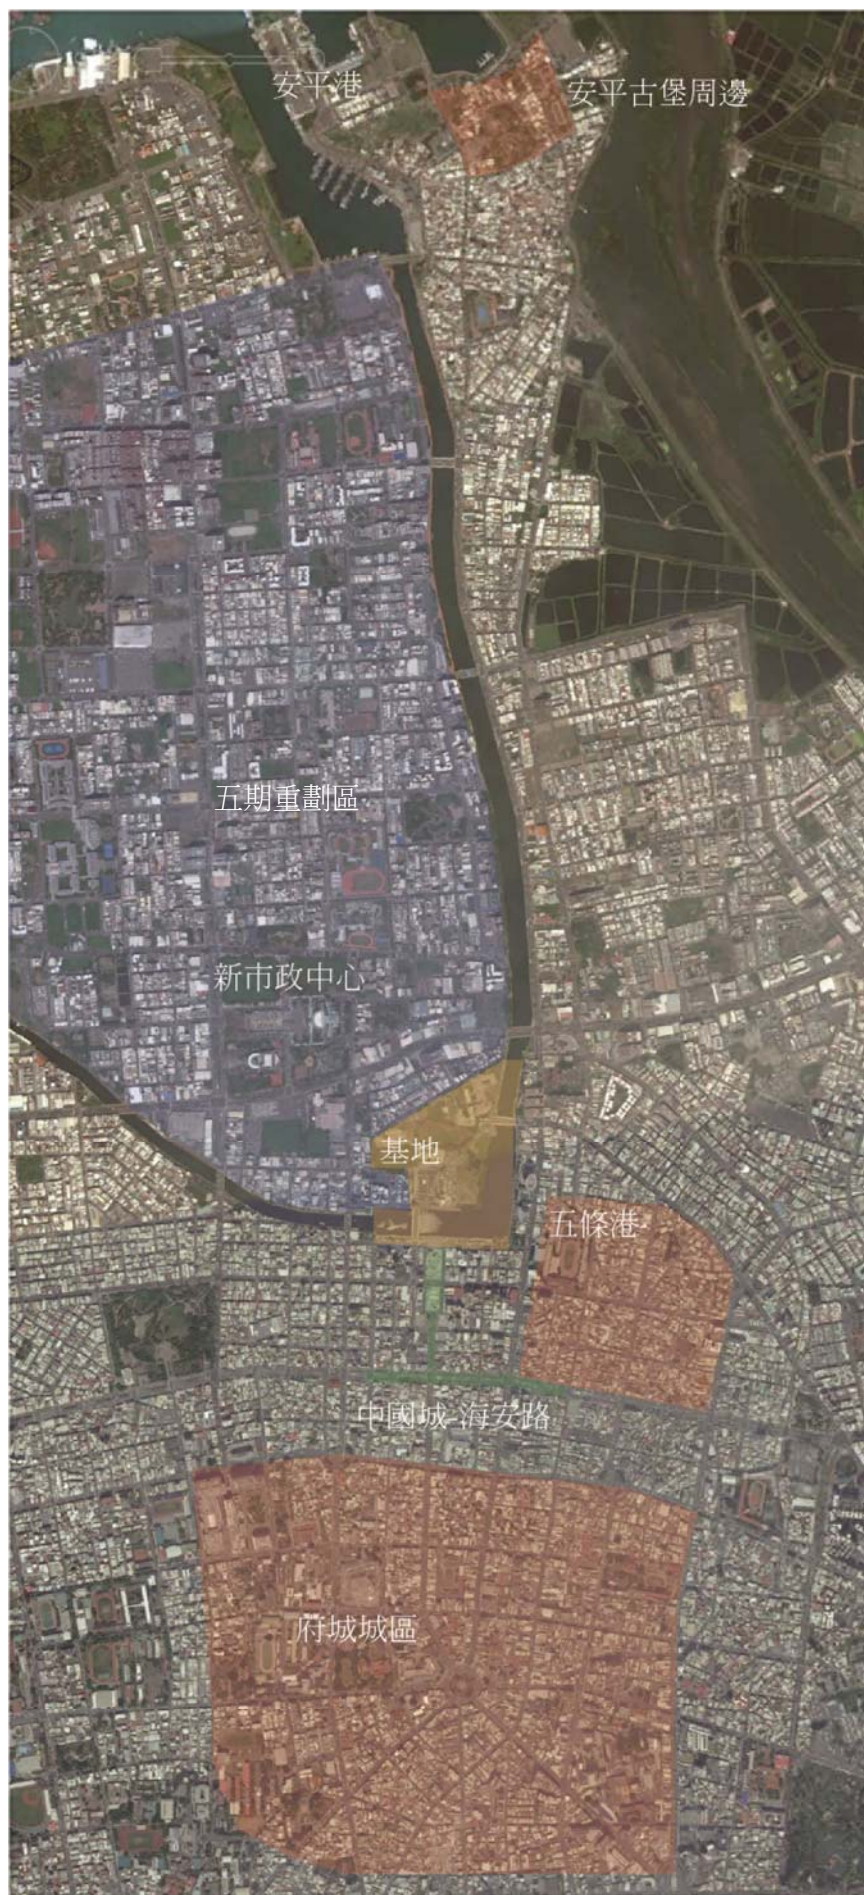 安平港
安平古堡周邊
五期重劃區
新市政中心
基地
五條港
中國城-海安路
府城城區